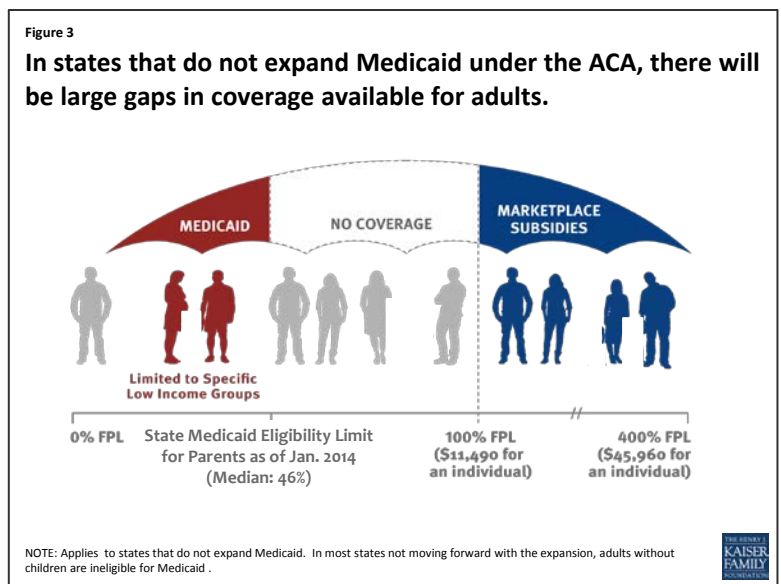 Figure 3
In states that do not expand Medicaid under the ACA, there will
be large gaps in coverage available for adults.
MEDICAID
NO COVERAGE
MARKETPLACE
SUBSIDIES
Limited to Specific
Low Income Groups
0% FPL
State Medicaid Eligibility Limit
for Parents as of Jan. 2014
(Median: 46%)
100% FPL
($11,490 for
an individual)
400% FPL
($45,960 for
an individual)
NOTE: Applies to states that do not expand Medicaid. In most states not moving forward with the expansion, adults without
children are ineligible for Medicaid .
THE HENRY J.
KAISER
FAMILY
FOUNDATION